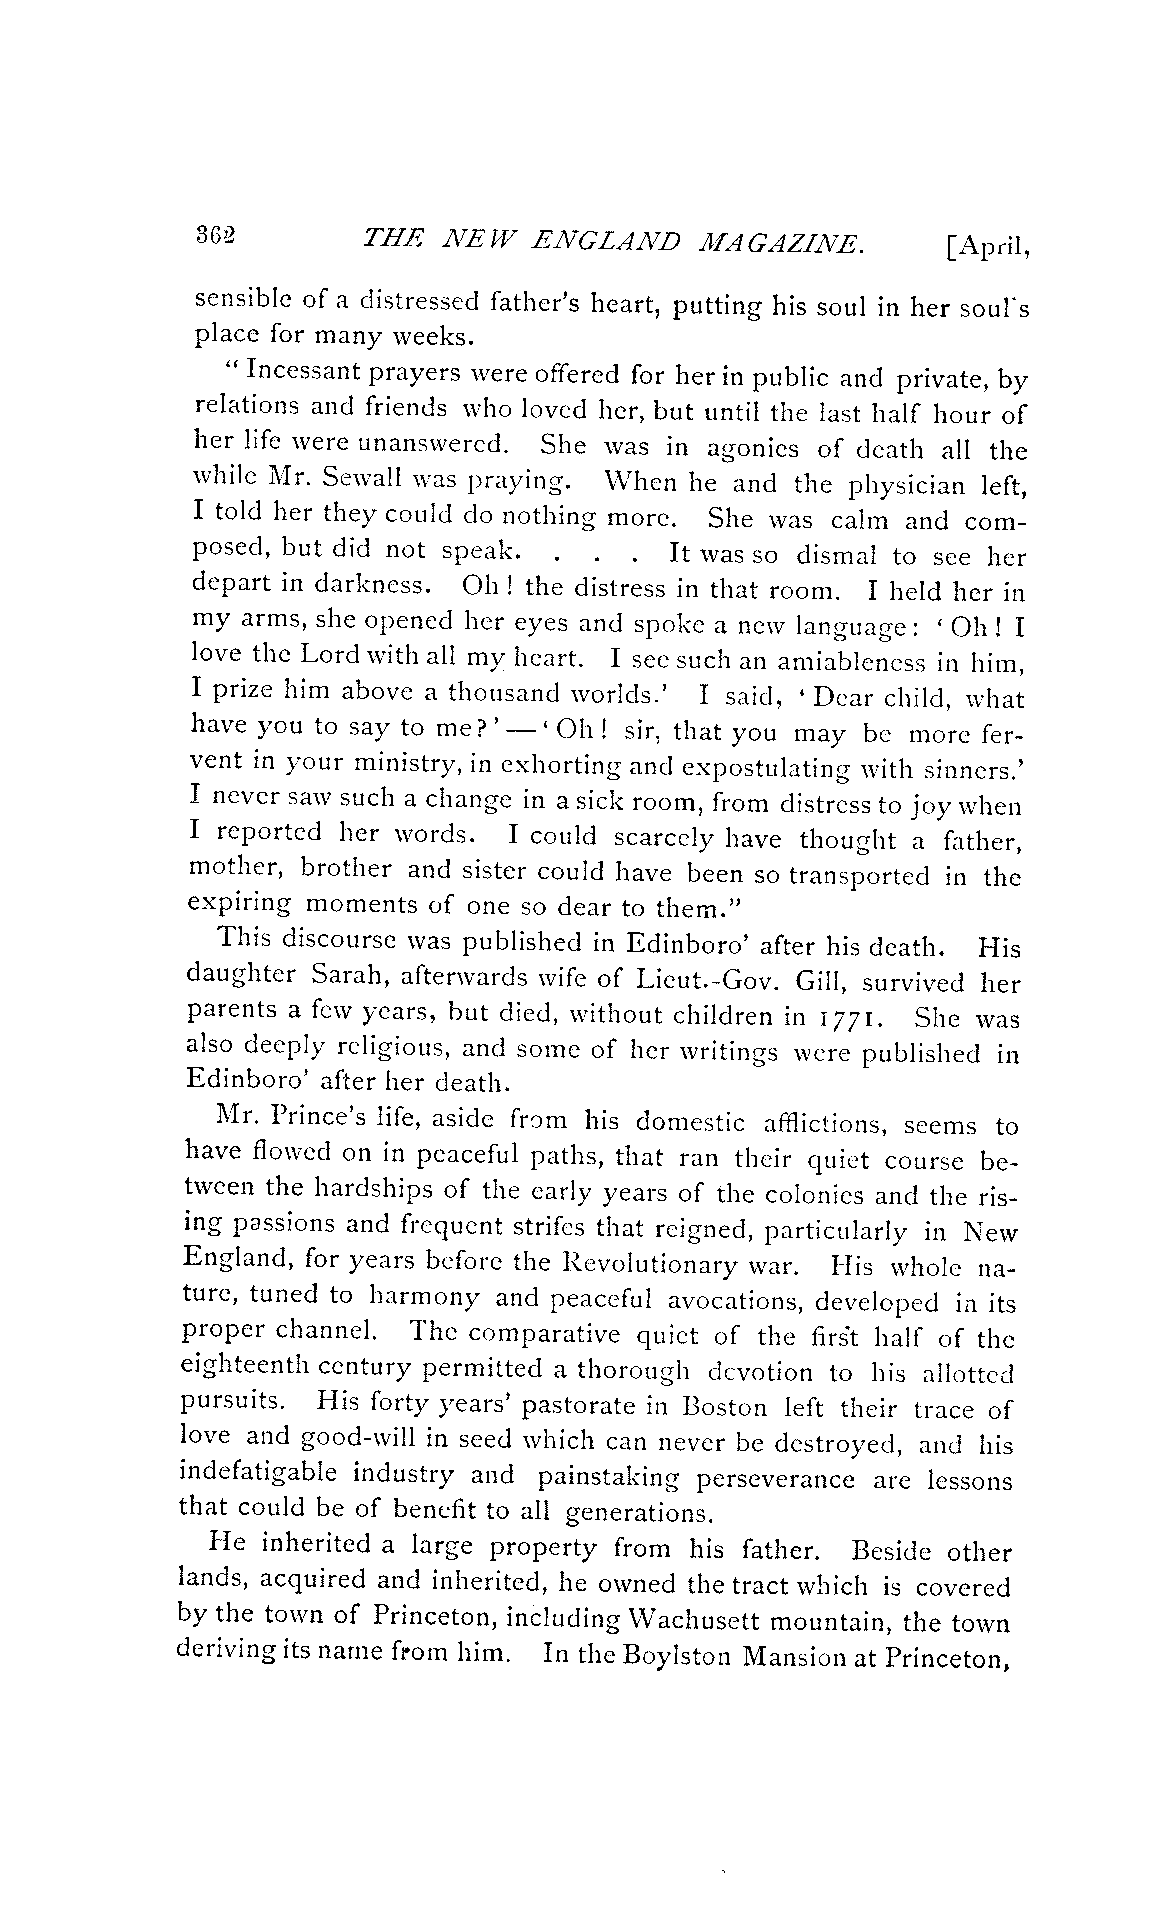 362 THE NEW ENGLAND MAGAZINE. [April,
sensible of a distressed father's heart, putting his soul in her soul's
place for many weeks.
“ Incessant prayers were offered for her in public and private, by
relations and friends who loved her, but until the last half hour of
her life were unanswered. She was in agonies of death all the
while Mr. Sewall was praying. When he and the physician left,
I told her they could do nothing more. She was calm and com-
posed, but did not speak. . . . It was so dismal to see her
depart in darkness. Oh ! the distress in that room. I held her in
my arms, she opened her eyes and spoke a new language : ‘ Oh ! I
love the Lord with all my heart. I see such an amiableness in him,
I prize him above a thousand worlds.’ I said, ‘ Dear child, what
have you to say to me ? ’ — ‘ Oh ! sir, that you may be more fer-
vent in your ministry, in exhorting and expostulating with sinners.’
I never saw such a change in a sick room, from distress to joy when
I reported her words. I could scarcely have thought a father,
mother, brother and sister could have been so transported in the
expiring moments of one so dear to them.”
This discourse was published in Edinboro’ after his death. His
daughter Sarah, afterwards wife of Lieut.-Gov. Gill, survived her
parents a few years, but died, without children in 1771. She was
also deeply religious, and some of her writings were published in
Edinboro’ after her death.
Mr. Prince's life, aside from his domestic afflictions, seems to
have flowed on in peaceful paths, that ran their quiet course be-
tween the hardships of the early years of the colonies and the ris-
ing passions and frequent strifes that reigned, particularly in New
England, for years before the Revolutionary war. His whole na-
ture, tuned to harmony and peaceful avocations, developed in its
proper channel. The comparative quiet of the first half of the
eighteenth century permitted a thorough devotion to his allotted
pursuits. His forty years’ pastorate in Boston left their trace of
love and good-will in seed which can never be destroyed, and his
indefatigable industry and painstaking perseverance are lessons
that could be of benefit to all generations.
He inherited a large property from his father. Beside other
lands, acquired and inherited, he owned the tract which is covered
by the town of Princeton, including Wachusett mountain, the town
deriving its name from him. In the Boylston Mansion at Princeton,